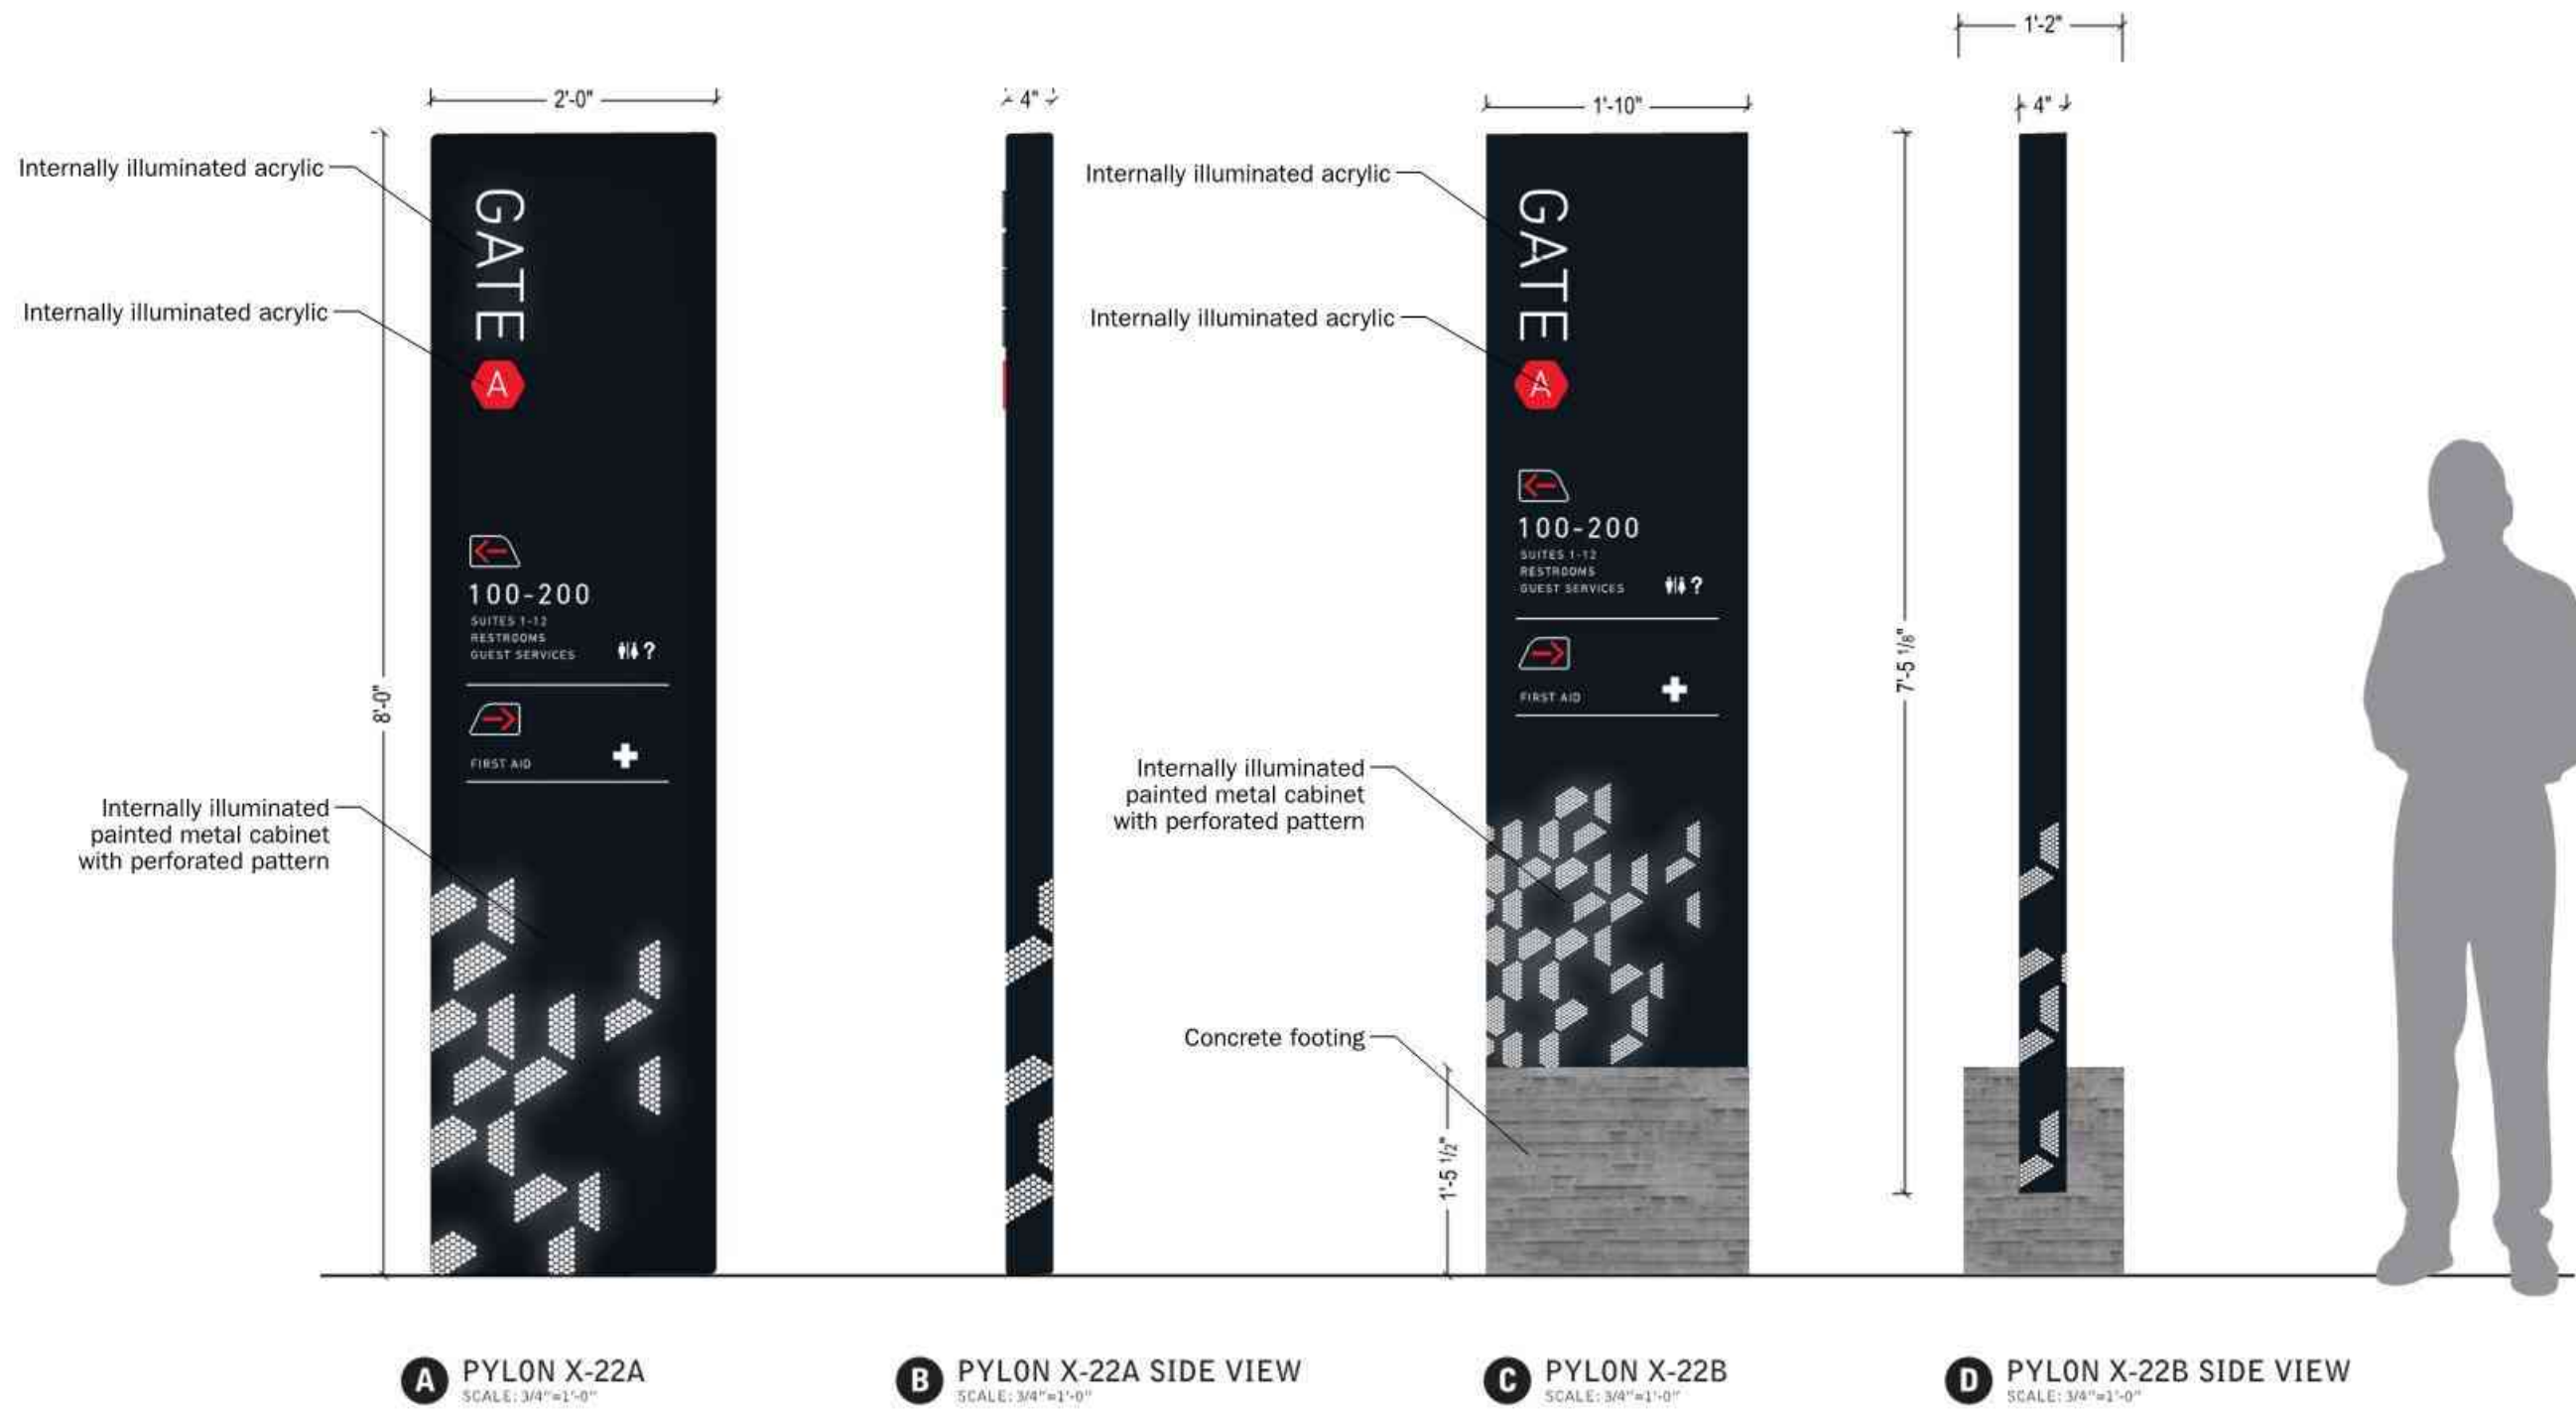 2'-0"
Internally illuminated acrylic
Internally illuminated acrylic
8'-0"
Internally illuminated
painted metal cabinet
with perforated pattern
GATE
A
100-200
SUITES 1-12
RESTROOMS
GUEST SERVICES
?
FIRST AID
4"
1'-10"
Internally illuminated acrylic
Internally illuminated acrylic
Internally illuminated
painted metal cabinet
with perforated pattern
Concrete footing
1'-5 1/2"
GATE
A
100-200
SUITES 1-12
RESTROOMS
GUEST SERVICES
?
FIRST AID
1'-2"
4"
7'-5 1/8"
A PYLON X-22A
SCALE: 3/4"=1'-0"
B PYLON X-22A SIDE VIEW
SCALE: 3/4"=1'-0"
C PYLON X-22B
SCALE: 3/4"=1'-0"
D PYLON X-22B SIDE VIEW
SCALE: 3/4"=1'-0"